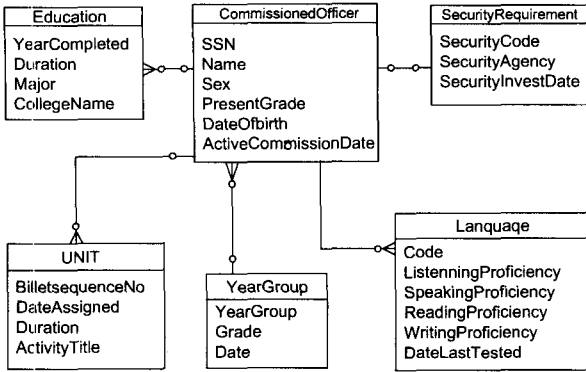 Education
YearCompleted
Duration
Major
CollegeName
CommissionedOfficer
SSN
Name
Sex
PresentGrade
DateOfbirth
ActiveCommissionDate
SecurityRequirement
SecurityCode
SecurityAgency
SecurityInvestDate
UNIT
BilletsequenceNo
DateAssigned
Duration
ActivityTitle
YearGroup
YearGroup
Grade
Date
Lanquaqe
Code
ListenningProficiency
SpeakingProficiency
ReadingProficiency
WritingProficiency
DateLastTested